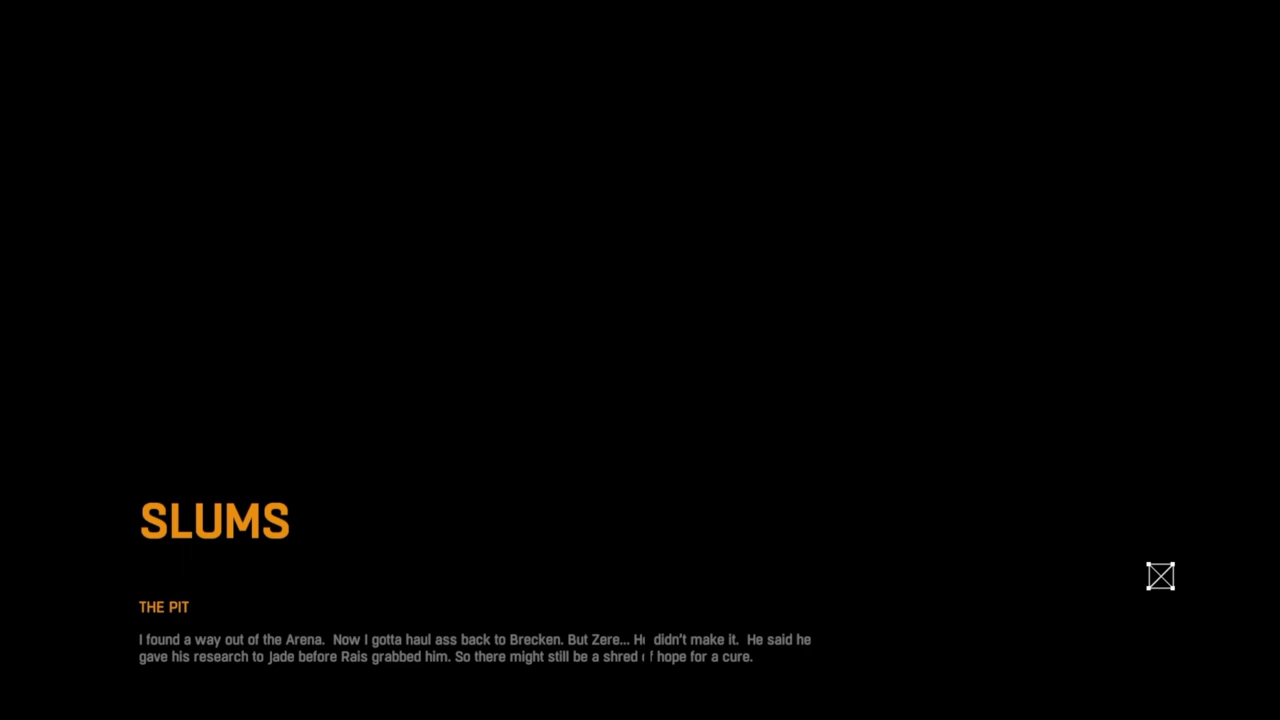 SLUMS
THE PIT
I found a way out of the Arena.  Now I gotta haul ass back to Brecken. But Zere... He didn't make it.  He said he
gave his research to Jade before Rais grabbed him. So there might still be a shred of hope for a cure.